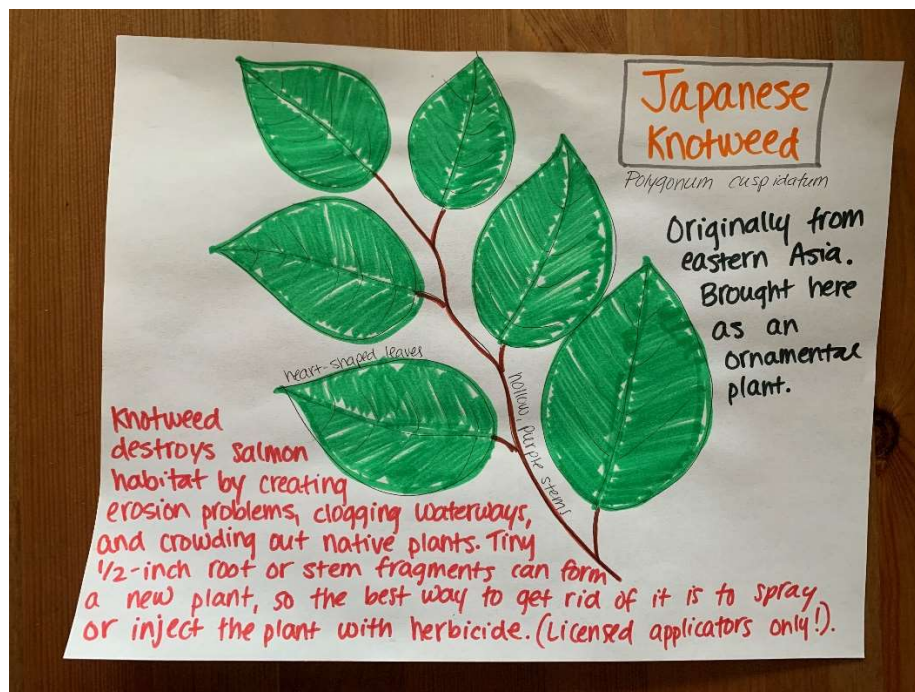 Japanese
Knotweed
Polygonum cuspidatum
Originally from
eastern Asia.
Brought here
as an
ornamental
plant.
heart-shaped leaves
hollow, purple stems
Knotweed
destroys salmon
habitat by creating
erosion problems, clogging waterways,
and crowding out native plants. Tiny
1/2-inch root or stem fragments can form
a new plant, so the best way to get rid of it is to spray
or inject the plant with herbicide. (Licensed applicators only!).